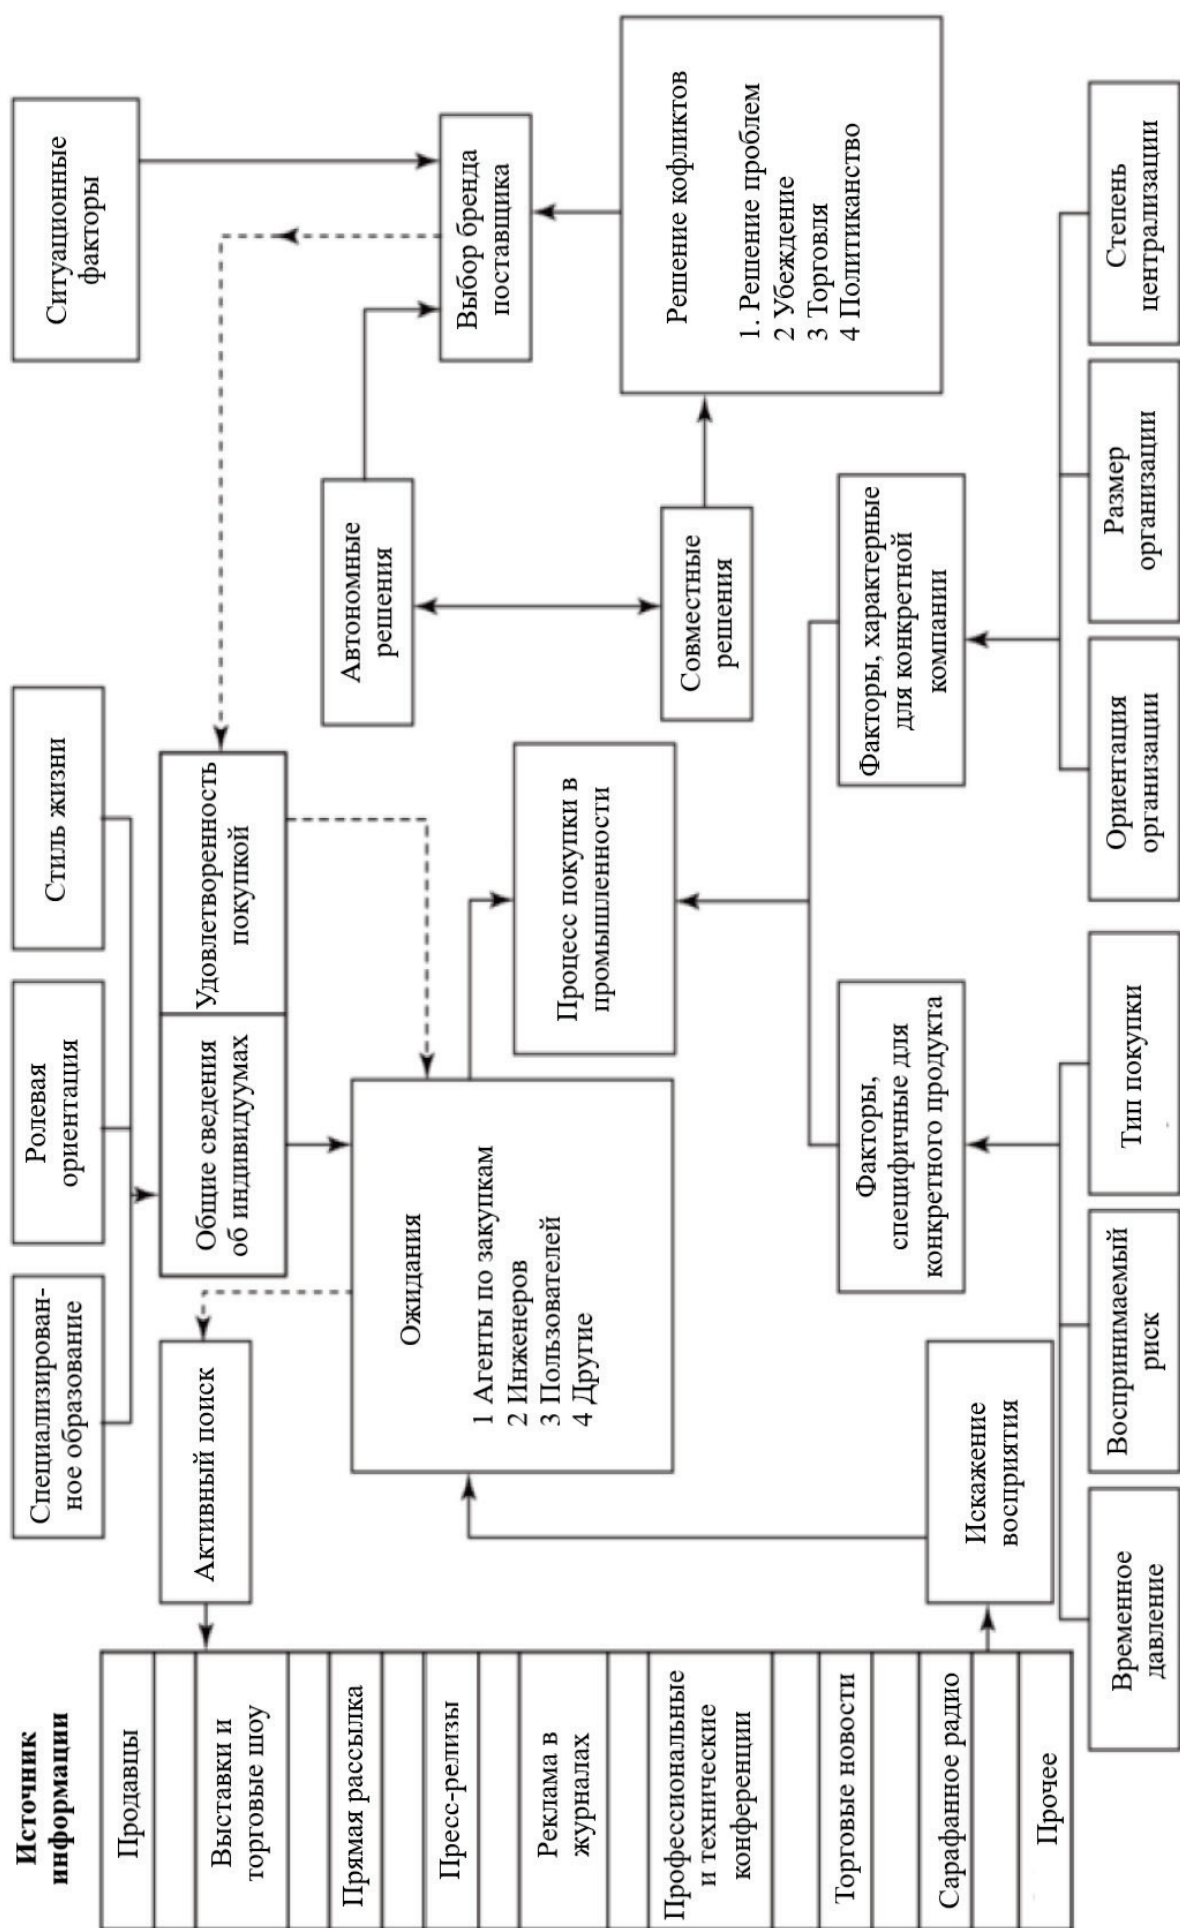 Источник
информации
Продавцы
Выставки и
торговые шоу
Прямая рассылка
Пресс-релизы
Реклама в
журналах
Профессиональные
и технические
конференции
Торговые новости
Сарафанное радио
Прочее
Специализирован-
ное образование
Ролевая
ориентация
Стиль жизни
Ситуационные
факторы
Активный поиск
Общие сведения
об индивидуумах
Удовлетворенность
покупкой
Ожидания
1 Агенты по закупкам
2 Инженеров
3 Пользователей
4 Другие
Процесс покупки в
промышленности
Автономные
решения
Совместные
решения
Выбор бренда
поставщика
Решение кофликтов
1. Решение проблем
2 Убеждение
3 Торговля
4 Политиканство
Искажение
восприятия
Факторы,
специфичные для
конкретного продукта
Факторы, характерные
для конкретной
компании
Временное
давление
Воспринимаемый
риск
Тип покупки
Ориентация
организации
Размер
организации
Степень
централизации